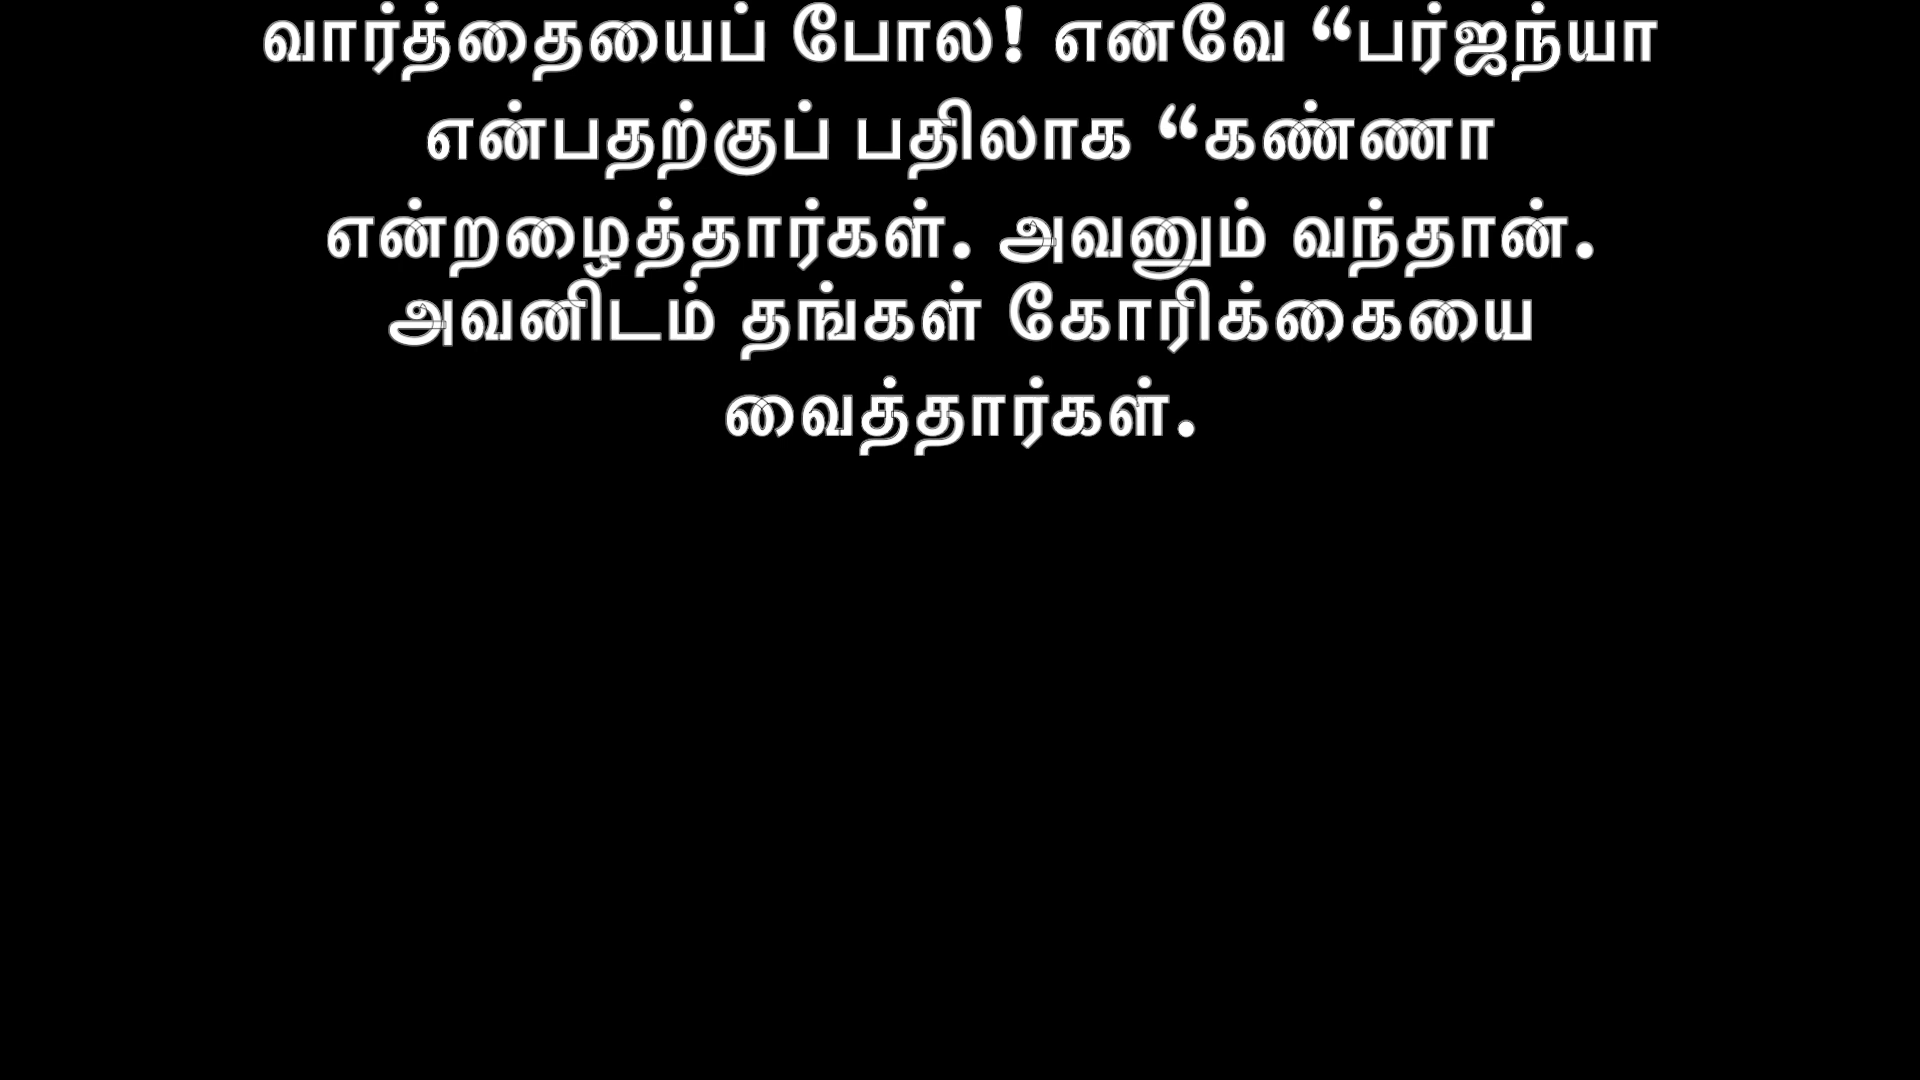 வார்த்தையைப் போல! எனவே “பர்ஜந்யா
என்பதற்குப் பதிலாக “கண்ணா
என்றழைத்தார்கள். அவனும் வந்தான்.
அவனிடம் தங்கள் கோரிக்கையை
வைத்தார்கள்.